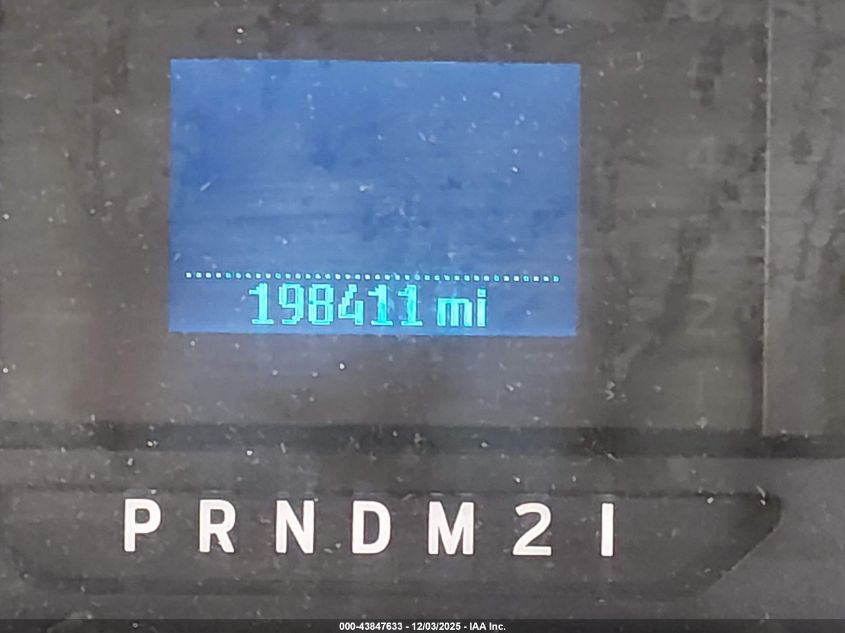 198411 mi
P R N D M 2 1
000-43847633 - 12/03/2025 - IAA Inc.